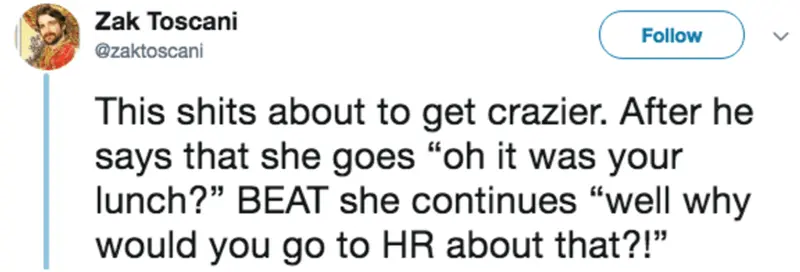 Zak Toscani
@zaktoscani
Follow
This shits about to get crazier. After he
says that she goes “oh it was your
lunch?” BEAT she continues “well why
would you go to HR about that?!”